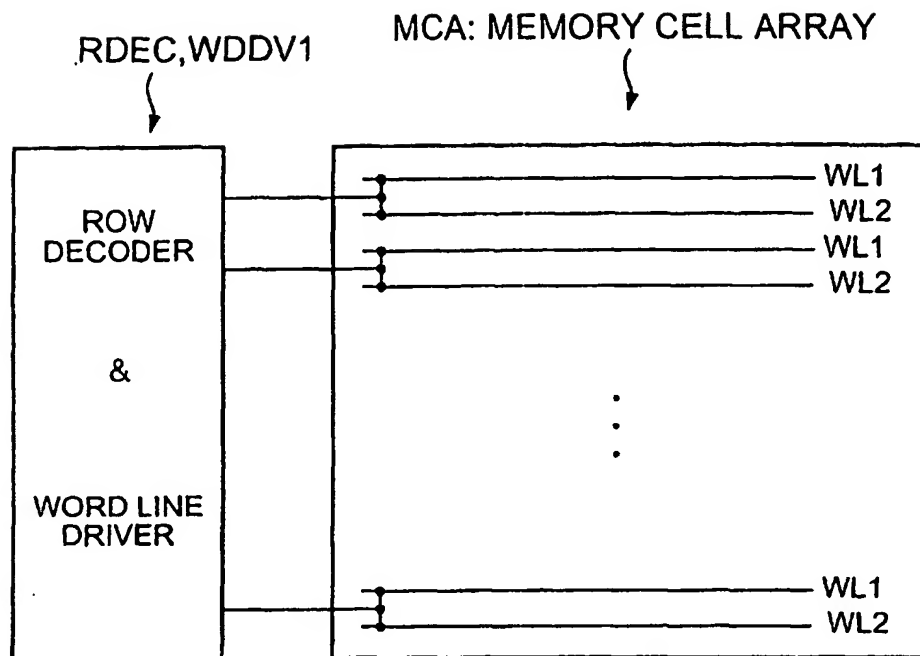 RDEC,WDDV1
MCA: MEMORY CELL ARRAY
ROW
DECODER
&
WORD LINE
DRIVER
WL1
WL2
WL1
WL2
WL1
WL2